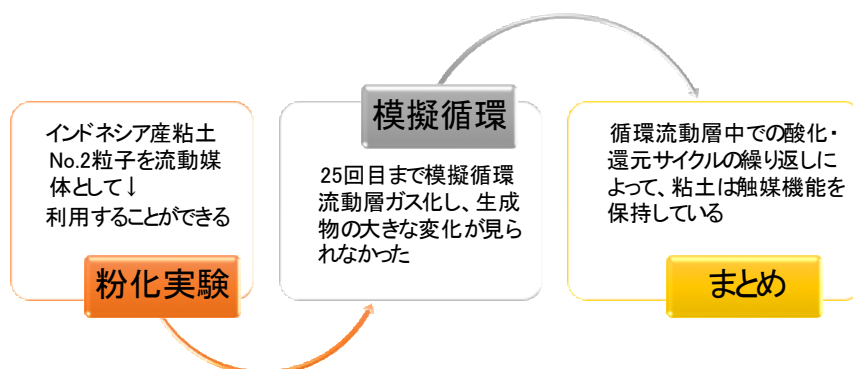 インドネシア産粘土
No.2粒子を流動媒
体として↓
利用することができる
粉化実験
模擬循環
25回目まで模擬循環
流動層ガス化し、生成
物の大きな変化が見ら
れなかった
循環流動層中での酸化・
還元サイクルの繰り返しに
よって、粘土は触媒機能を
保持している
まとめ